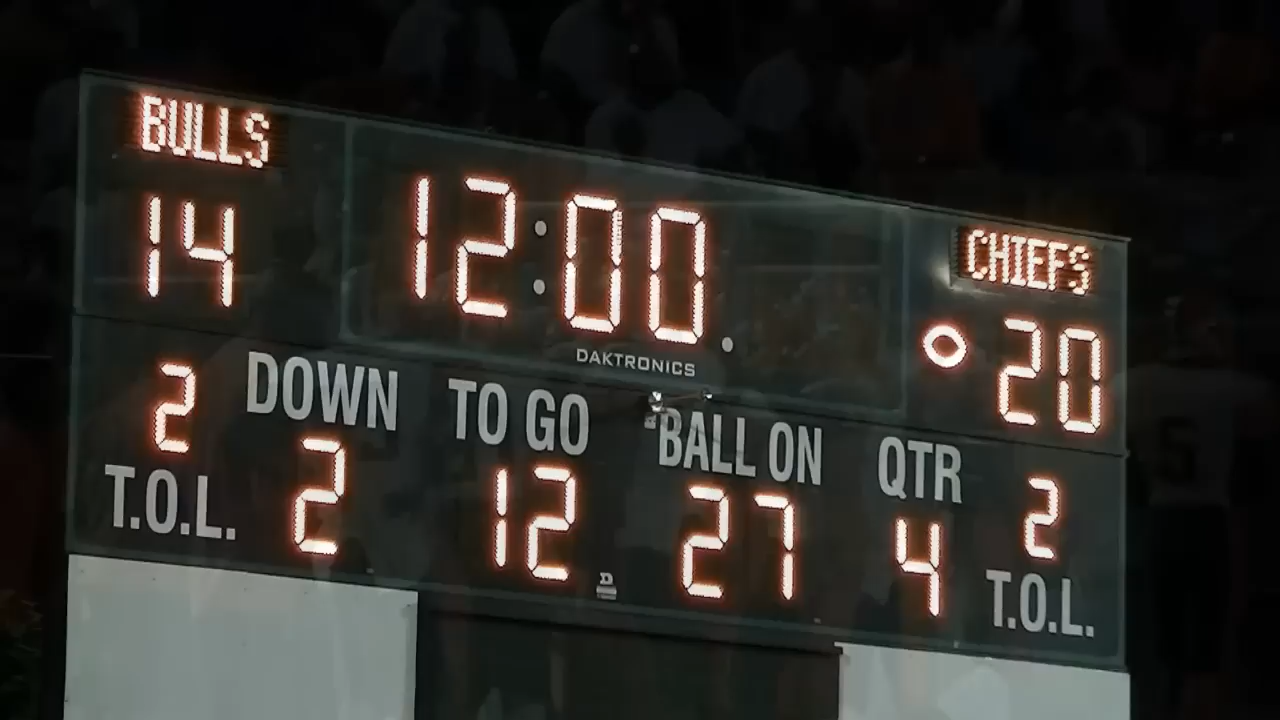 BULLS
14
12:00
CHIEFS
20
DAKTRONICS
2 DOWN TO GO BALL ON QTR 2
T.O.L. 2 12 27 4 T.O.L.